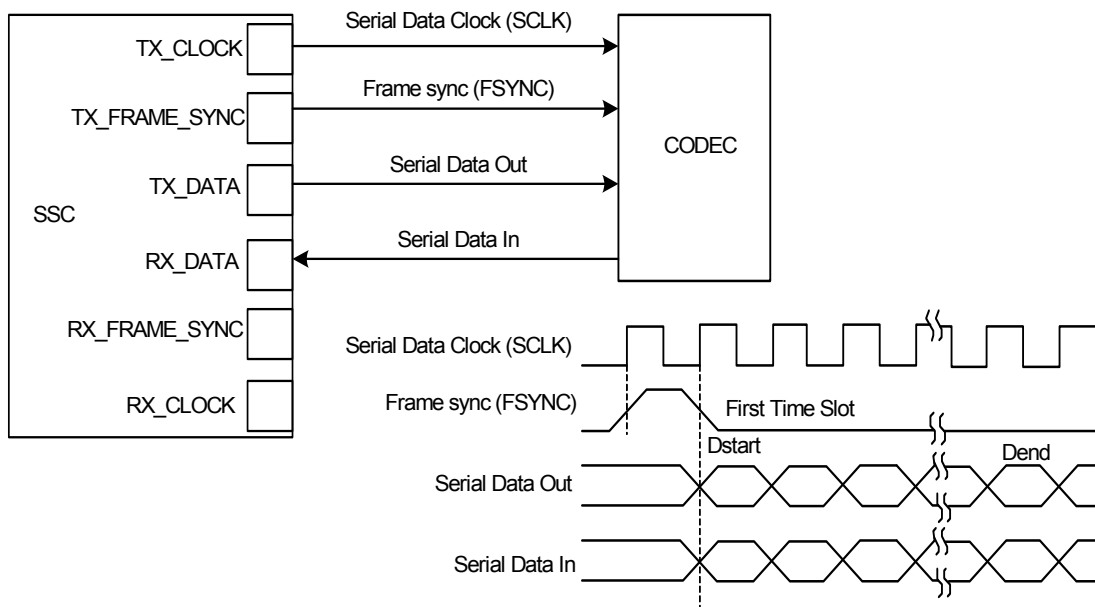 Serial Data Clock (SCLK)
TX_CLOCK
Frame sync (FSYNC)
TX_FRAME_SYNC
CODEC
Serial Data Out
TX_DATA
SSC
Serial Data In
RX_DATA
RX_FRAME_SYNC
Serial Data Clock (SCLK)
RX_CLOCK
Frame sync (FSYNC)
First Time Slot
Dstart
Dend
Serial Data Out
Serial Data In